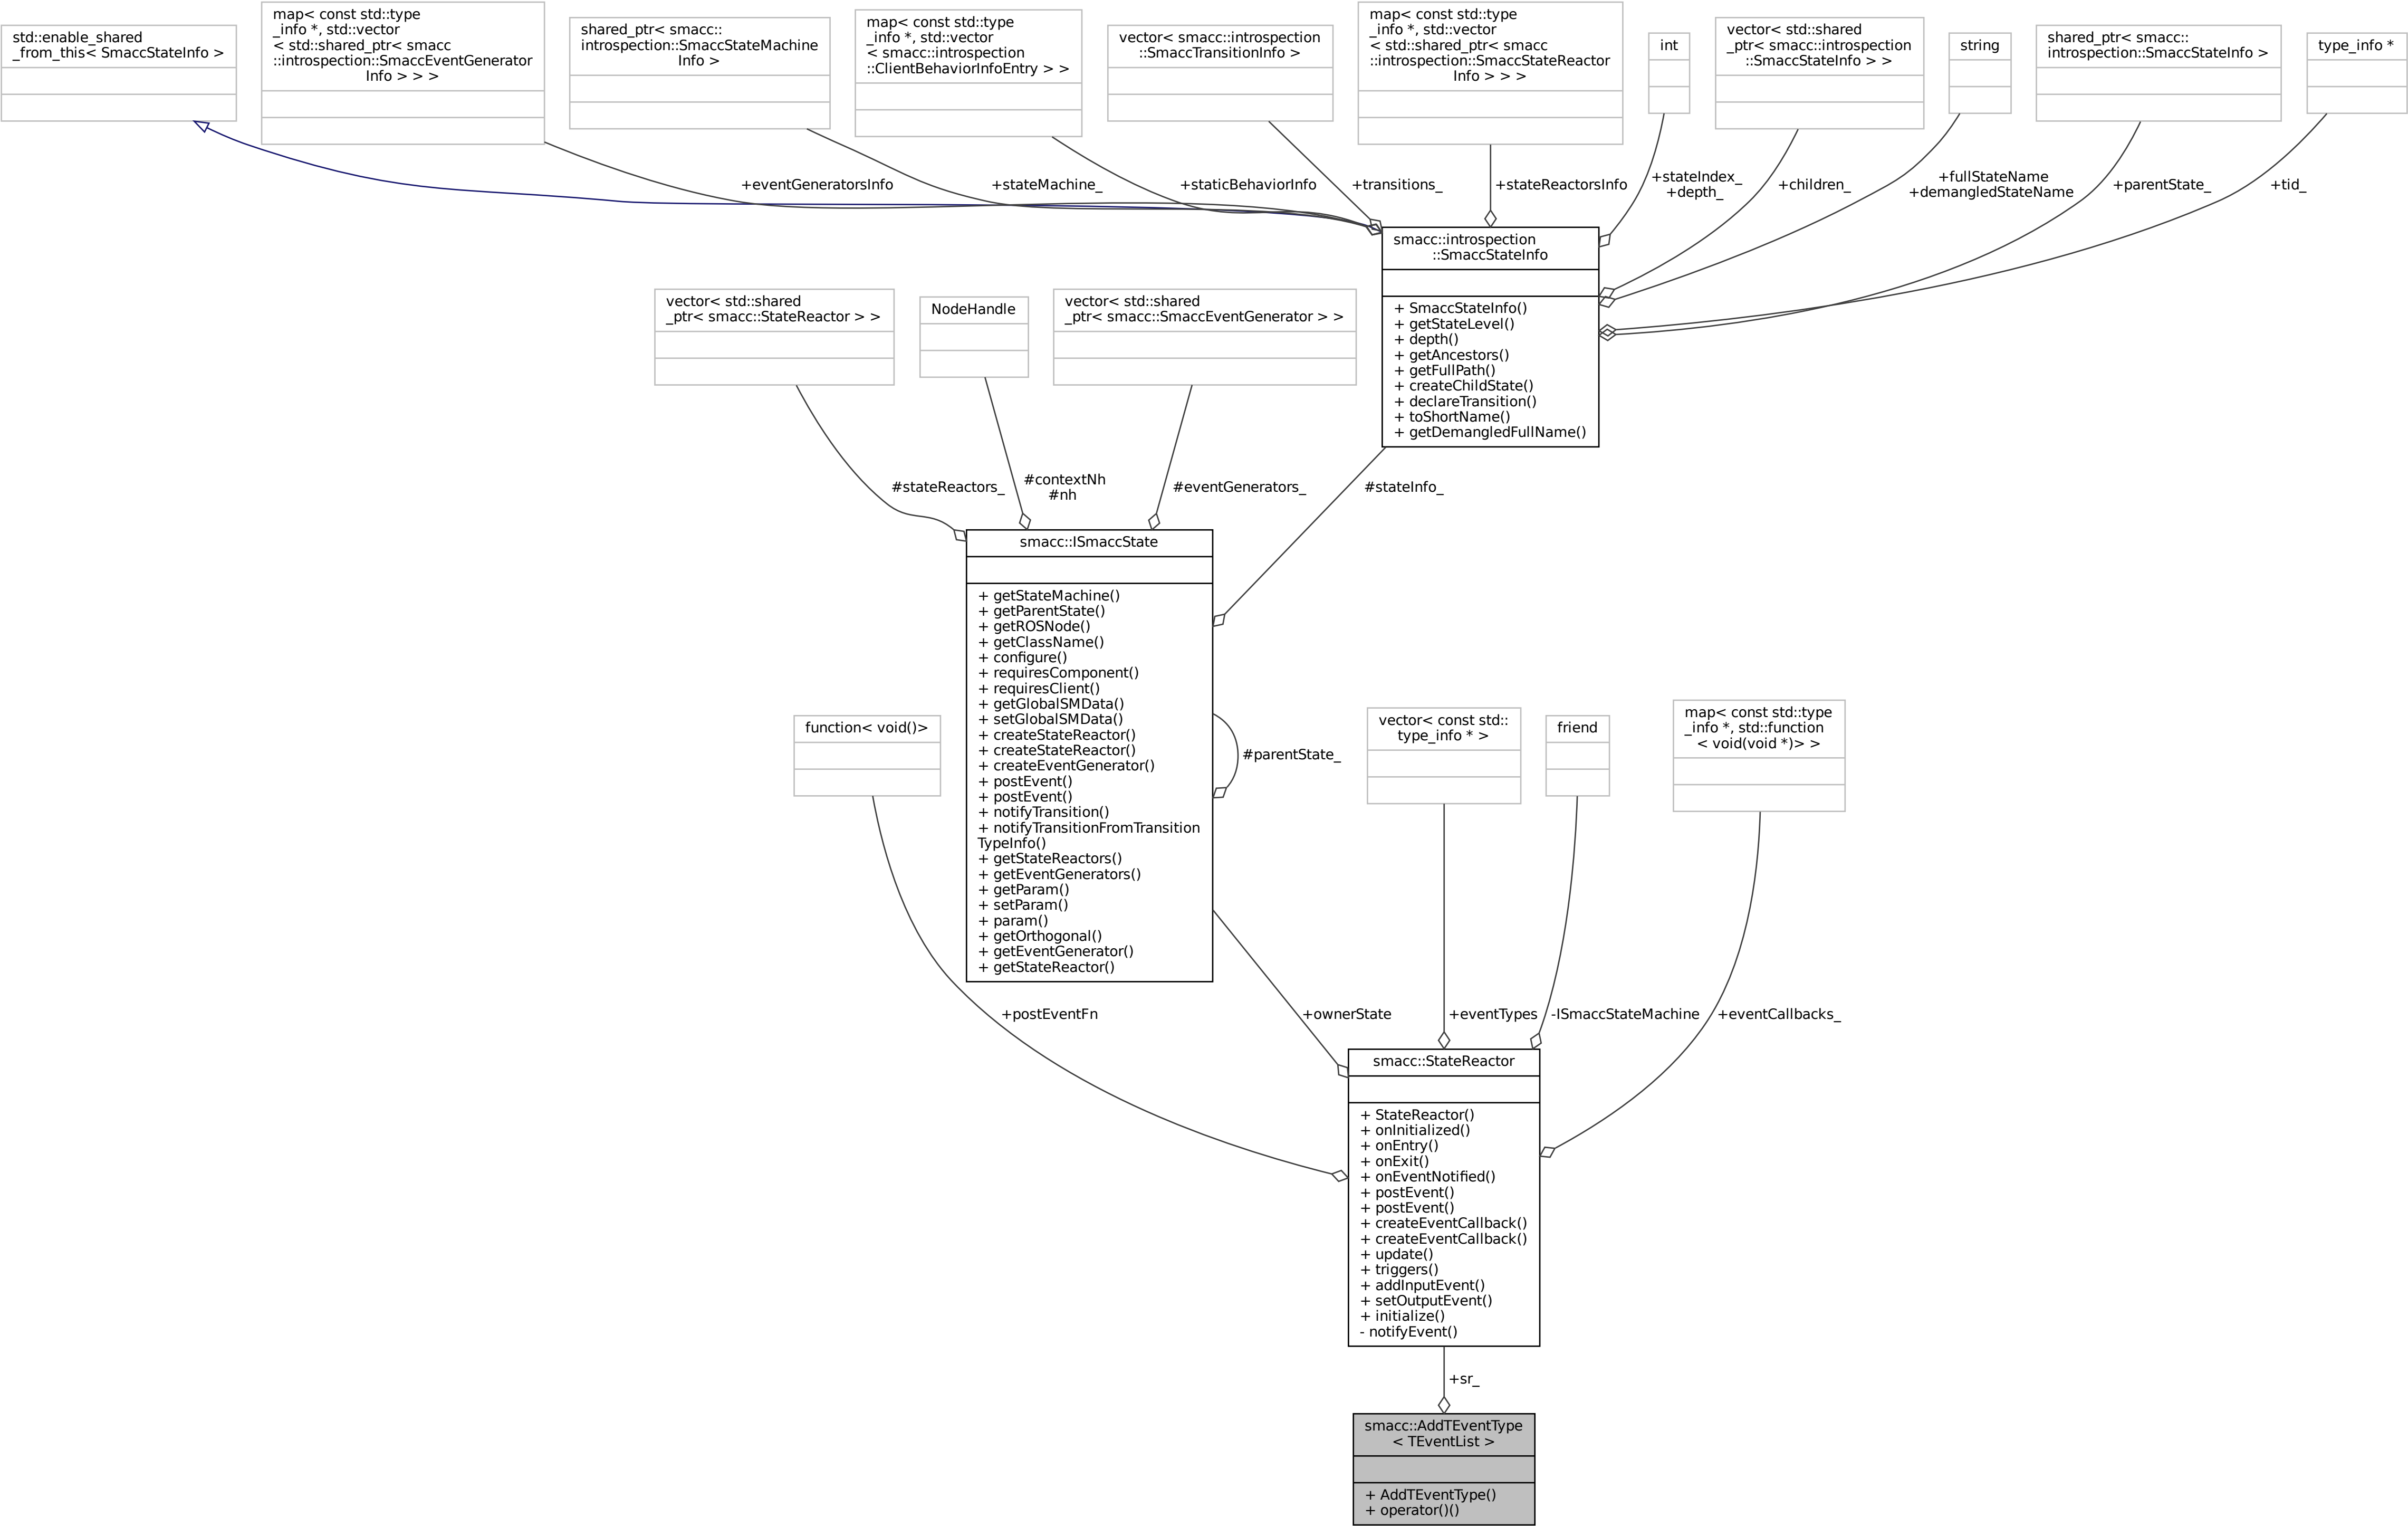 std::enable_shared
_from_this< SmaccStateInfo >
map< const std::type
_info *, std::vector
< std::shared_ptr< smacc
::introspection::SmaccEventGenerator
Info > > >
shared_ptr< smacc::
introspection::SmaccStateMachine
Info >
map< const std::type
_info *, std::vector
< smacc::introspection
::ClientBehaviorInfoEntry > >
vector< smacc::introspection
::SmaccTransitionInfo >
map< const std::type
_info *, std::vector
< std::shared_ptr< smacc
::introspection::SmaccStateReactor
Info > > >
int
vector< std::shared
_ptr< smacc::introspection
::SmaccStateInfo > >
string
shared_ptr< smacc::
introspection::SmaccStateInfo >
type_info *
+eventGeneratorsInfo
+stateMachine_
+staticBehaviorInfo
+transitions_
+stateReactorsInfo
+stateIndex_
+depth_
+children_
+fullStateName
+demangledStateName
+parentState_
+tid_
smacc::introspection
::SmaccStateInfo
+ SmaccStateInfo()
+ getStateLevel()
+ depth()
+ getAncestors()
+ getFullPath()
+ createChildState()
+ declareTransition()
+ toShortName()
+ getDemangledFullName()
vector< std::shared
_ptr< smacc::StateReactor > >
NodeHandle
vector< std::shared
_ptr< smacc::SmaccEventGenerator > >
#stateReactors_
#contextNh
#nh
#eventGenerators_
#stateInfo_
smacc::ISmaccState
+ getStateMachine()
+ getParentState()
+ getROSNode()
+ getClassName()
+ configure()
+ requiresComponent()
+ requiresClient()
+ getGlobalSMData()
+ setGlobalSMData()
+ createStateReactor()
+ createStateReactor()
+ createEventGenerator()
+ postEvent()
+ postEvent()
+ notifyTransition()
+ notifyTransitionFromTransition
TypeInfo()
+ getStateReactors()
+ getEventGenerators()
+ getParam()
+ setParam()
+ param()
+ getOrthogonal()
+ getEventGenerator()
+ getStateReactor()
#parentState_
function< void()>
vector< const std::
type_info * >
friend
map< const std::type
_info *, std::function
< void(void *)> >
+postEventFn
+ownerState
+eventTypes
-ISmaccStateMachine
+eventCallbacks_
smacc::StateReactor
+ StateReactor()
+ onInitialized()
+ onEntry()
+ onExit()
+ onEventNotified()
+ postEvent()
+ postEvent()
+ createEventCallback()
+ createEventCallback()
+ update()
+ triggers()
+ addInputEvent()
+ setOutputEvent()
+ initialize()
- notifyEvent()
+sr_
smacc::AddTEventType
< TEventList >
+ AddTEventType()
+ operator()()